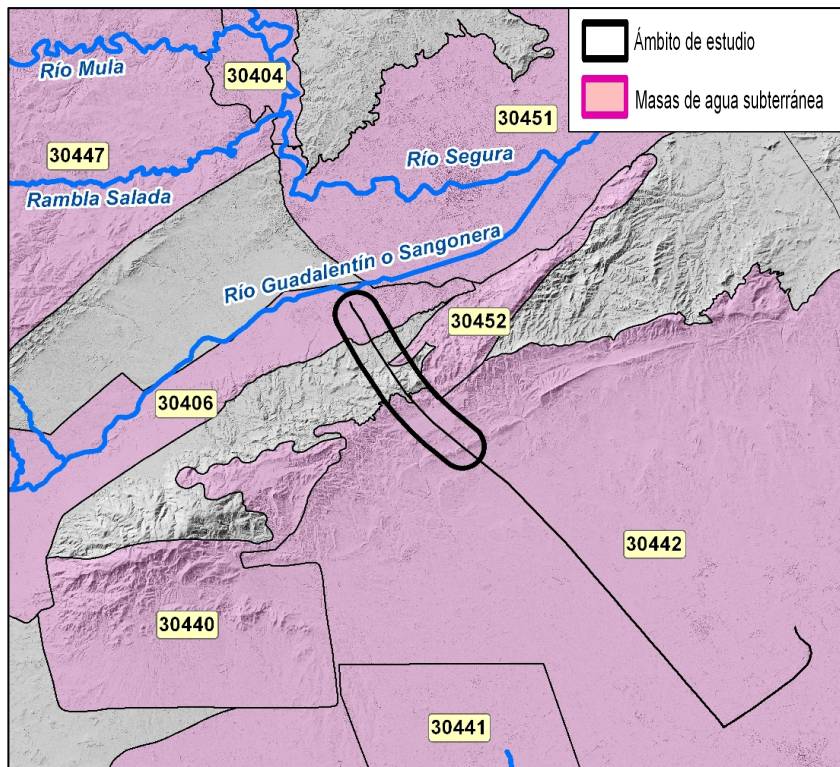 Ámbito de estudio
Masas de agua subterránea
Río Mula
30404
30451
30447
Río Segura
Rambla Salada
Río Guadalentín o Sangonera
30452
30406
30442
30440
30441